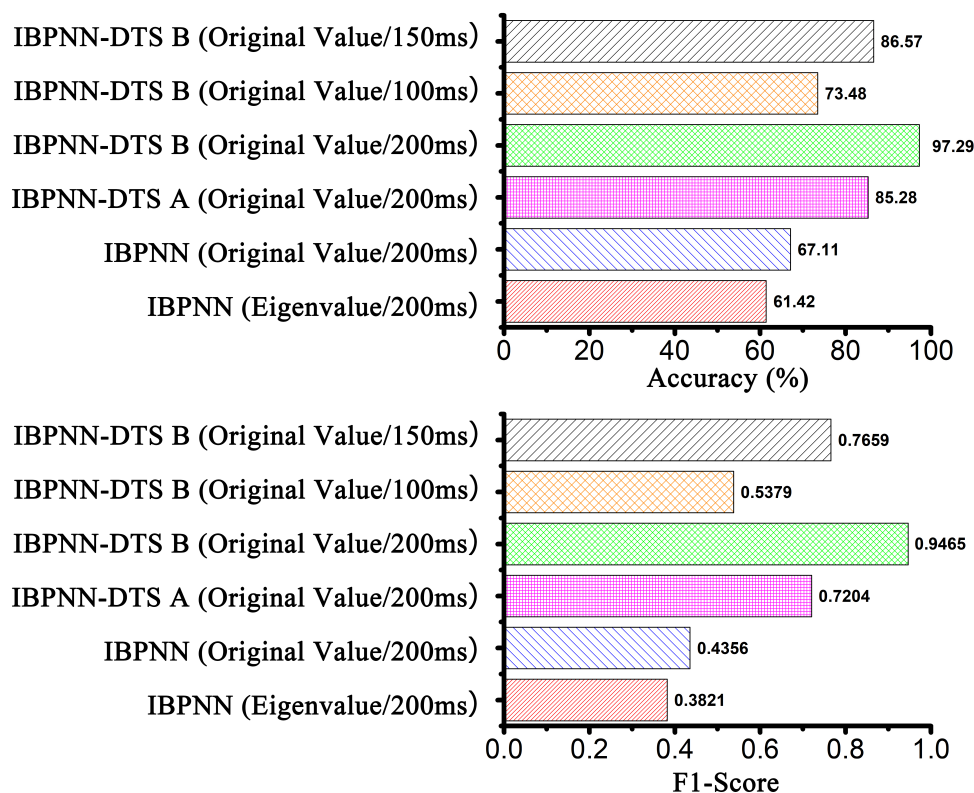 IBPNN-DTS B (Original Value/150ms) 86.57
IBPNN-DTS B (Original Value/100ms) 73.48
IBPNN-DTS B (Original Value/200ms) 97.29
IBPNN-DTS A (Original Value/200ms) 85.28
IBPNN (Original Value/200ms) 67.11
IBPNN (Eigenvalue/200ms) 61.42
0 20 40 60 80 100
Accuracy (%)
IBPNN-DTS B (Original Value/150ms) 0.7659
IBPNN-DTS B (Original Value/100ms) 0.5379
IBPNN-DTS B (Original Value/200ms) 0.9465
IBPNN-DTS A (Original Value/200ms) 0.7204
IBPNN (Original Value/200ms) 0.4356
IBPNN (Eigenvalue/200ms) 0.3821
0.0 0.2 0.4 0.6 0.8 1.0
F1-Score